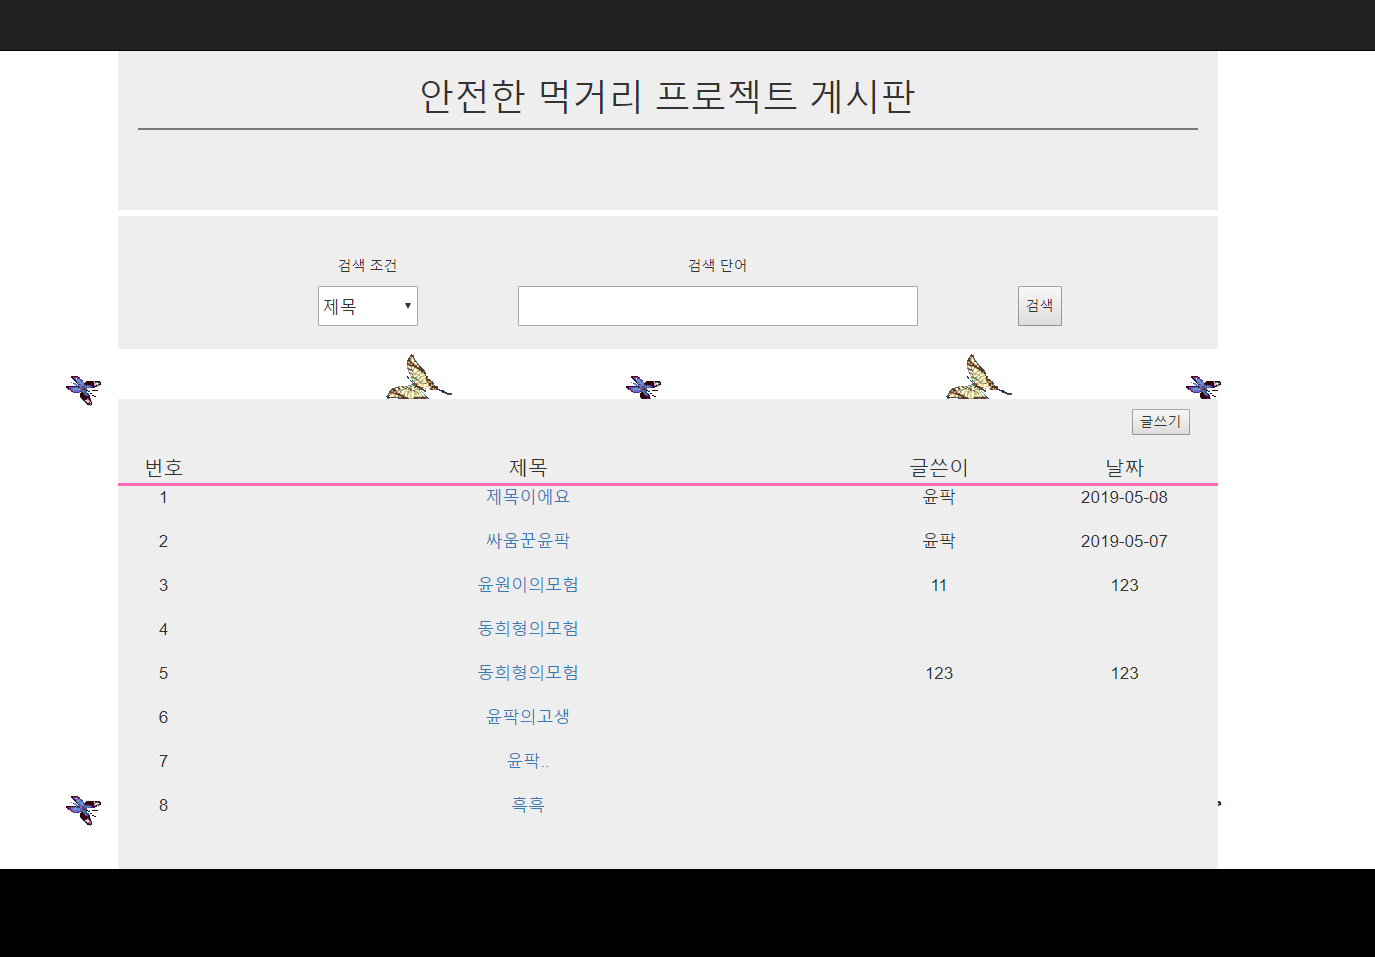 안전한 먹거리 프로젝트 게시판
검색 조건 검색 단어
제목 검색
글쓰기
번호 제목 글쓴이 날짜
1 제목이에요 윤팍 2019-05-08
2 싸움꾼윤팍 윤팍 2019-05-07
3 윤원이의모험 11 123
4 동희형의모험
5 동희형의모험 123 123
6 윤팍의고생
7 윤팍..
8 흑흑